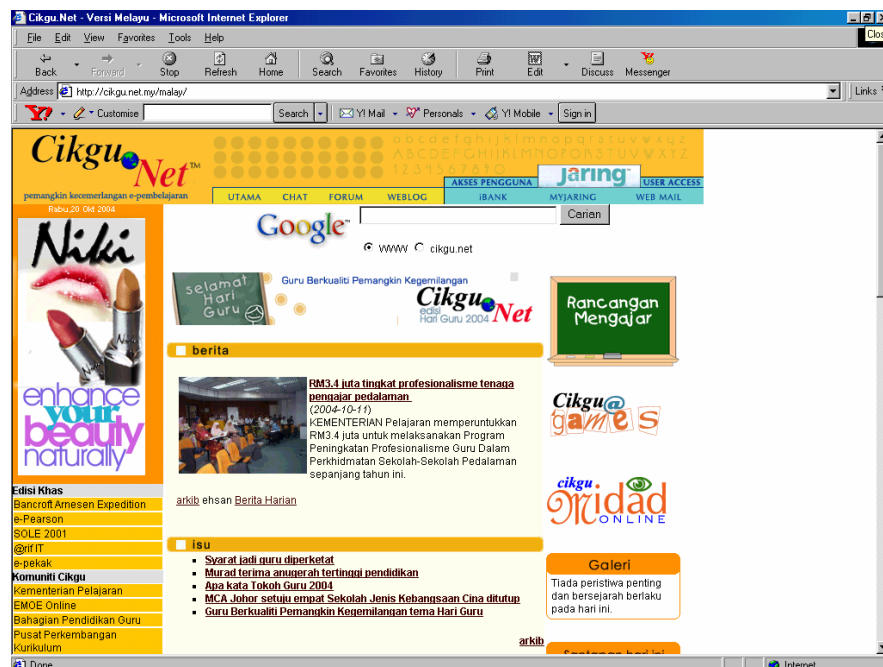 Cikgu.Net - Versi Melayu - Microsoft Internet Explorer
File Edit View Favorites Tools Help
Close
Back Forward Stop Refresh Home Search Favorites History Print Edit Discuss Messenger
Address http://cikgu.net.my/malay/ Links
Y! Customise Search Y! Mail Personals Y! Mobile Sign in
Cikgu.Net™
pemangkin kecemerlangan e-pembelajaran
abcdefghijklmnopqrstuvwxyz
ABCDEFGHIJKLMNOPQRSTUVWXYZ
1234567890
AKSES PENGGUNA jaring USER ACCESS
UTAMA CHAT FORUM WEBLOG iBANK MYJARING WEB MAIL
Rabu,20 Okt 2004
Niki
Nichi
enhance
your
beauty
naturally
Google™ Carian
WWW cikgu.net
selamat
Hari
Guru
Guru Berkualiti Pemangkin Kegemilangan
Cikgu.Net
edisi
Hari Guru 2004
Rancangan
Mengajar
berita
RM3.4 juta tingkat profesionalisme tenaga
pengajar pedalaman
(2004-10-11)
KEMENTERIAN Pelajaran memperuntukkan
RM3.4 juta untuk melaksanakan Program
Peningkatan Profesionalisme Guru Dalam
Perkhidmatan Sekolah-Sekolah Pedalaman
sepanjang tahun ini.
arkib ehsan Berita Harian
Cikgu@
gameS
cikgu
midad
ONLINE
Edisi Khas
Bancroft Arnesen Expedition
e-Pearson
SOLE 2001
@rif IT
e-pekak
Komuniti Cikgu
Kementerian Pelajaran
EMOE Online
Bahagian Pendidikan Guru
Pusat Perkembangan
Kurikulum
isu
Syarat jadi guru diperketat
Murad terima anugerah tertinggi pendidikan
Apa kata Tokoh Guru 2004
MCA Johor setuju empat Sekolah Jenis Kebangsaan Cina ditutup
Guru Berkualiti Pemangkin Kegemilangan tema Hari Guru
arkib
Galeri
Tiada peristiwa penting
dan bersejarah berlaku
pada hari ini.
Santapan hari ini
Done Internet